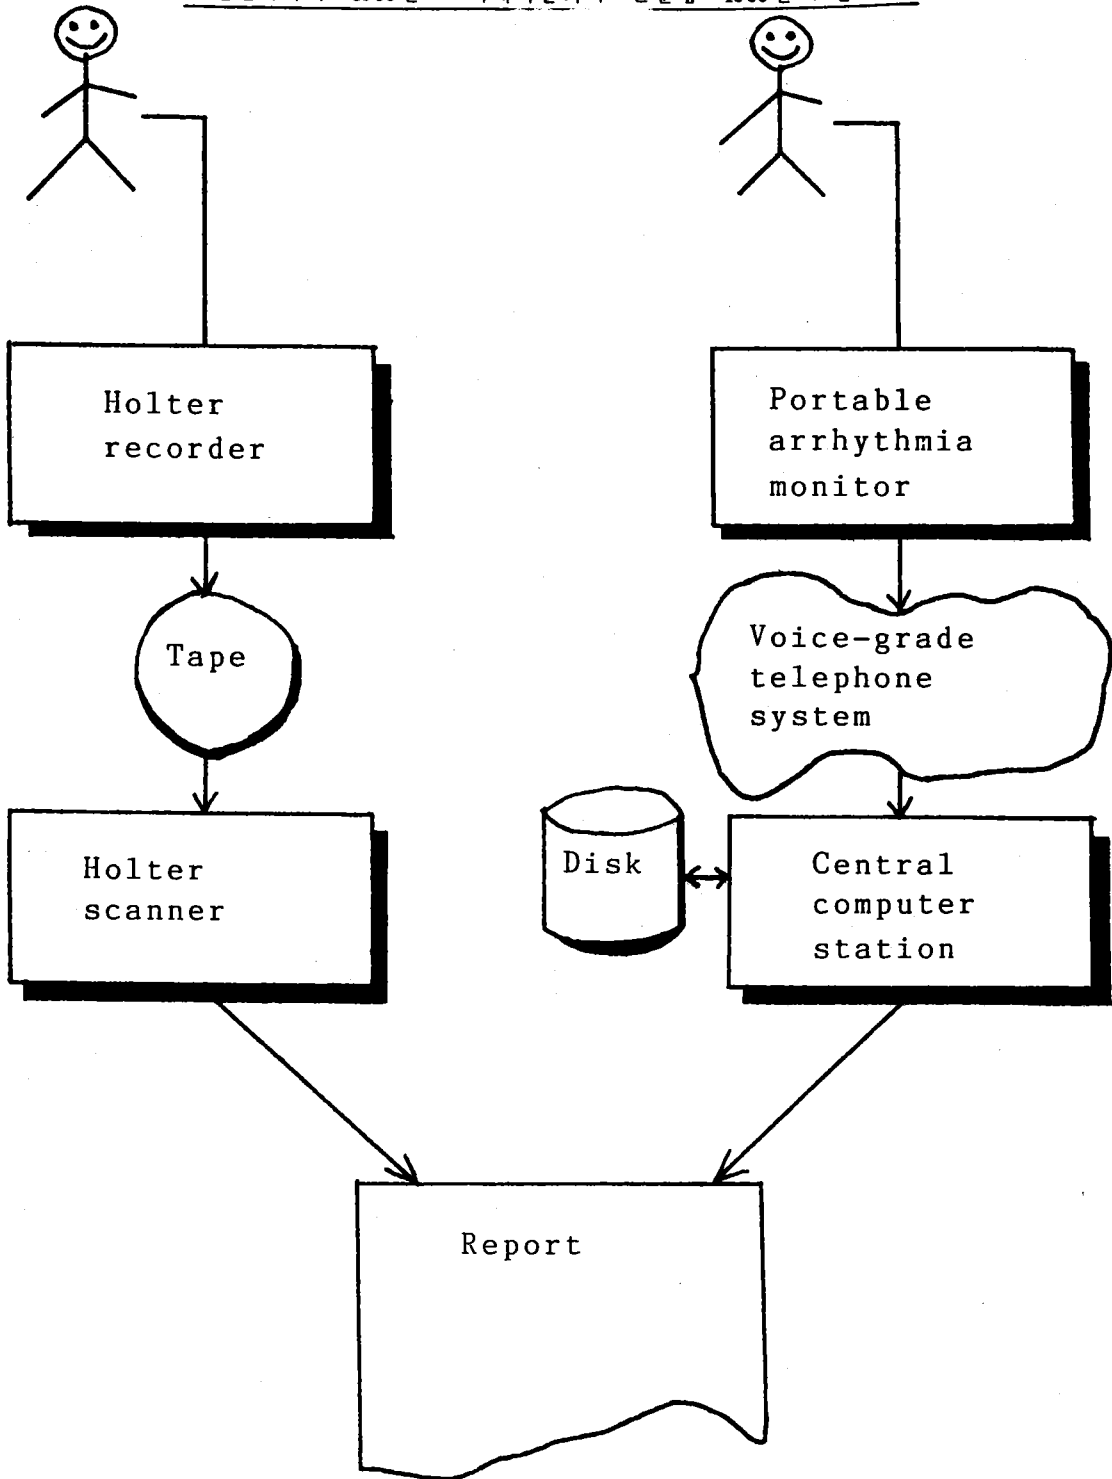 Holter
recorder
Portable
arrhythmia
monitor
Tape
Voice-grade
telephone
system
Disk
Holter
scanner
Central
computer
station
Report